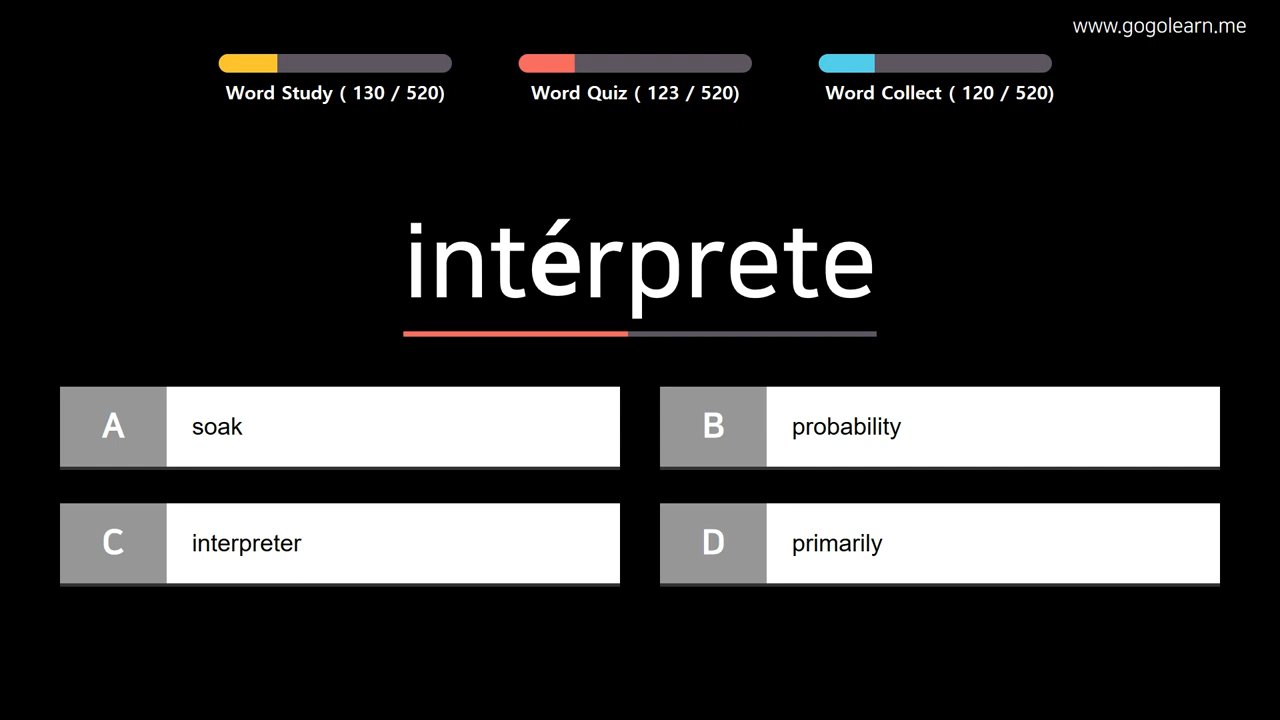 www.gogolearn.me
Word Study ( 130 / 520)
Word Quiz ( 123 / 520)
Word Collect ( 120 / 520)
intérprete
A soak
B probability
C interpreter
D primarily